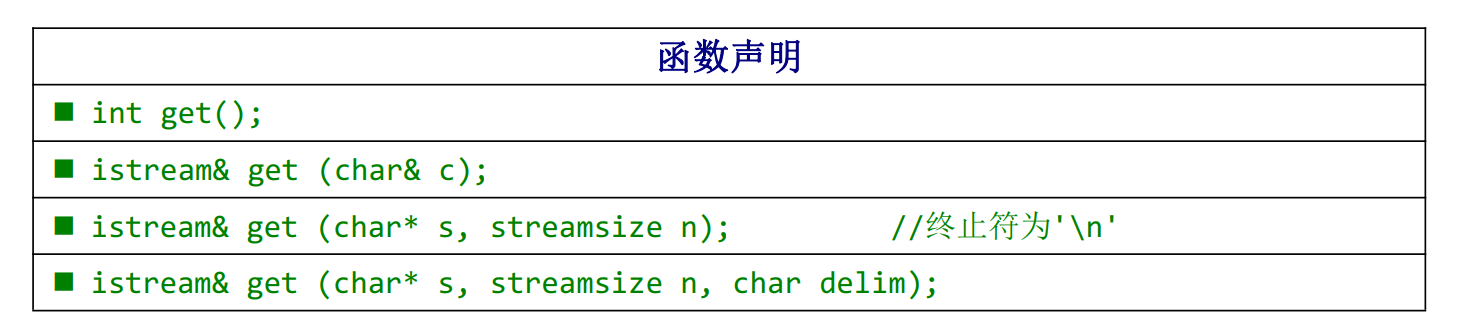 函数声明
■ int get();
■ istream& get (char& c);
■ istream& get (char* s, streamsize n); //终止符为'\n'
■ istream& get (char* s, streamsize n, char delim);